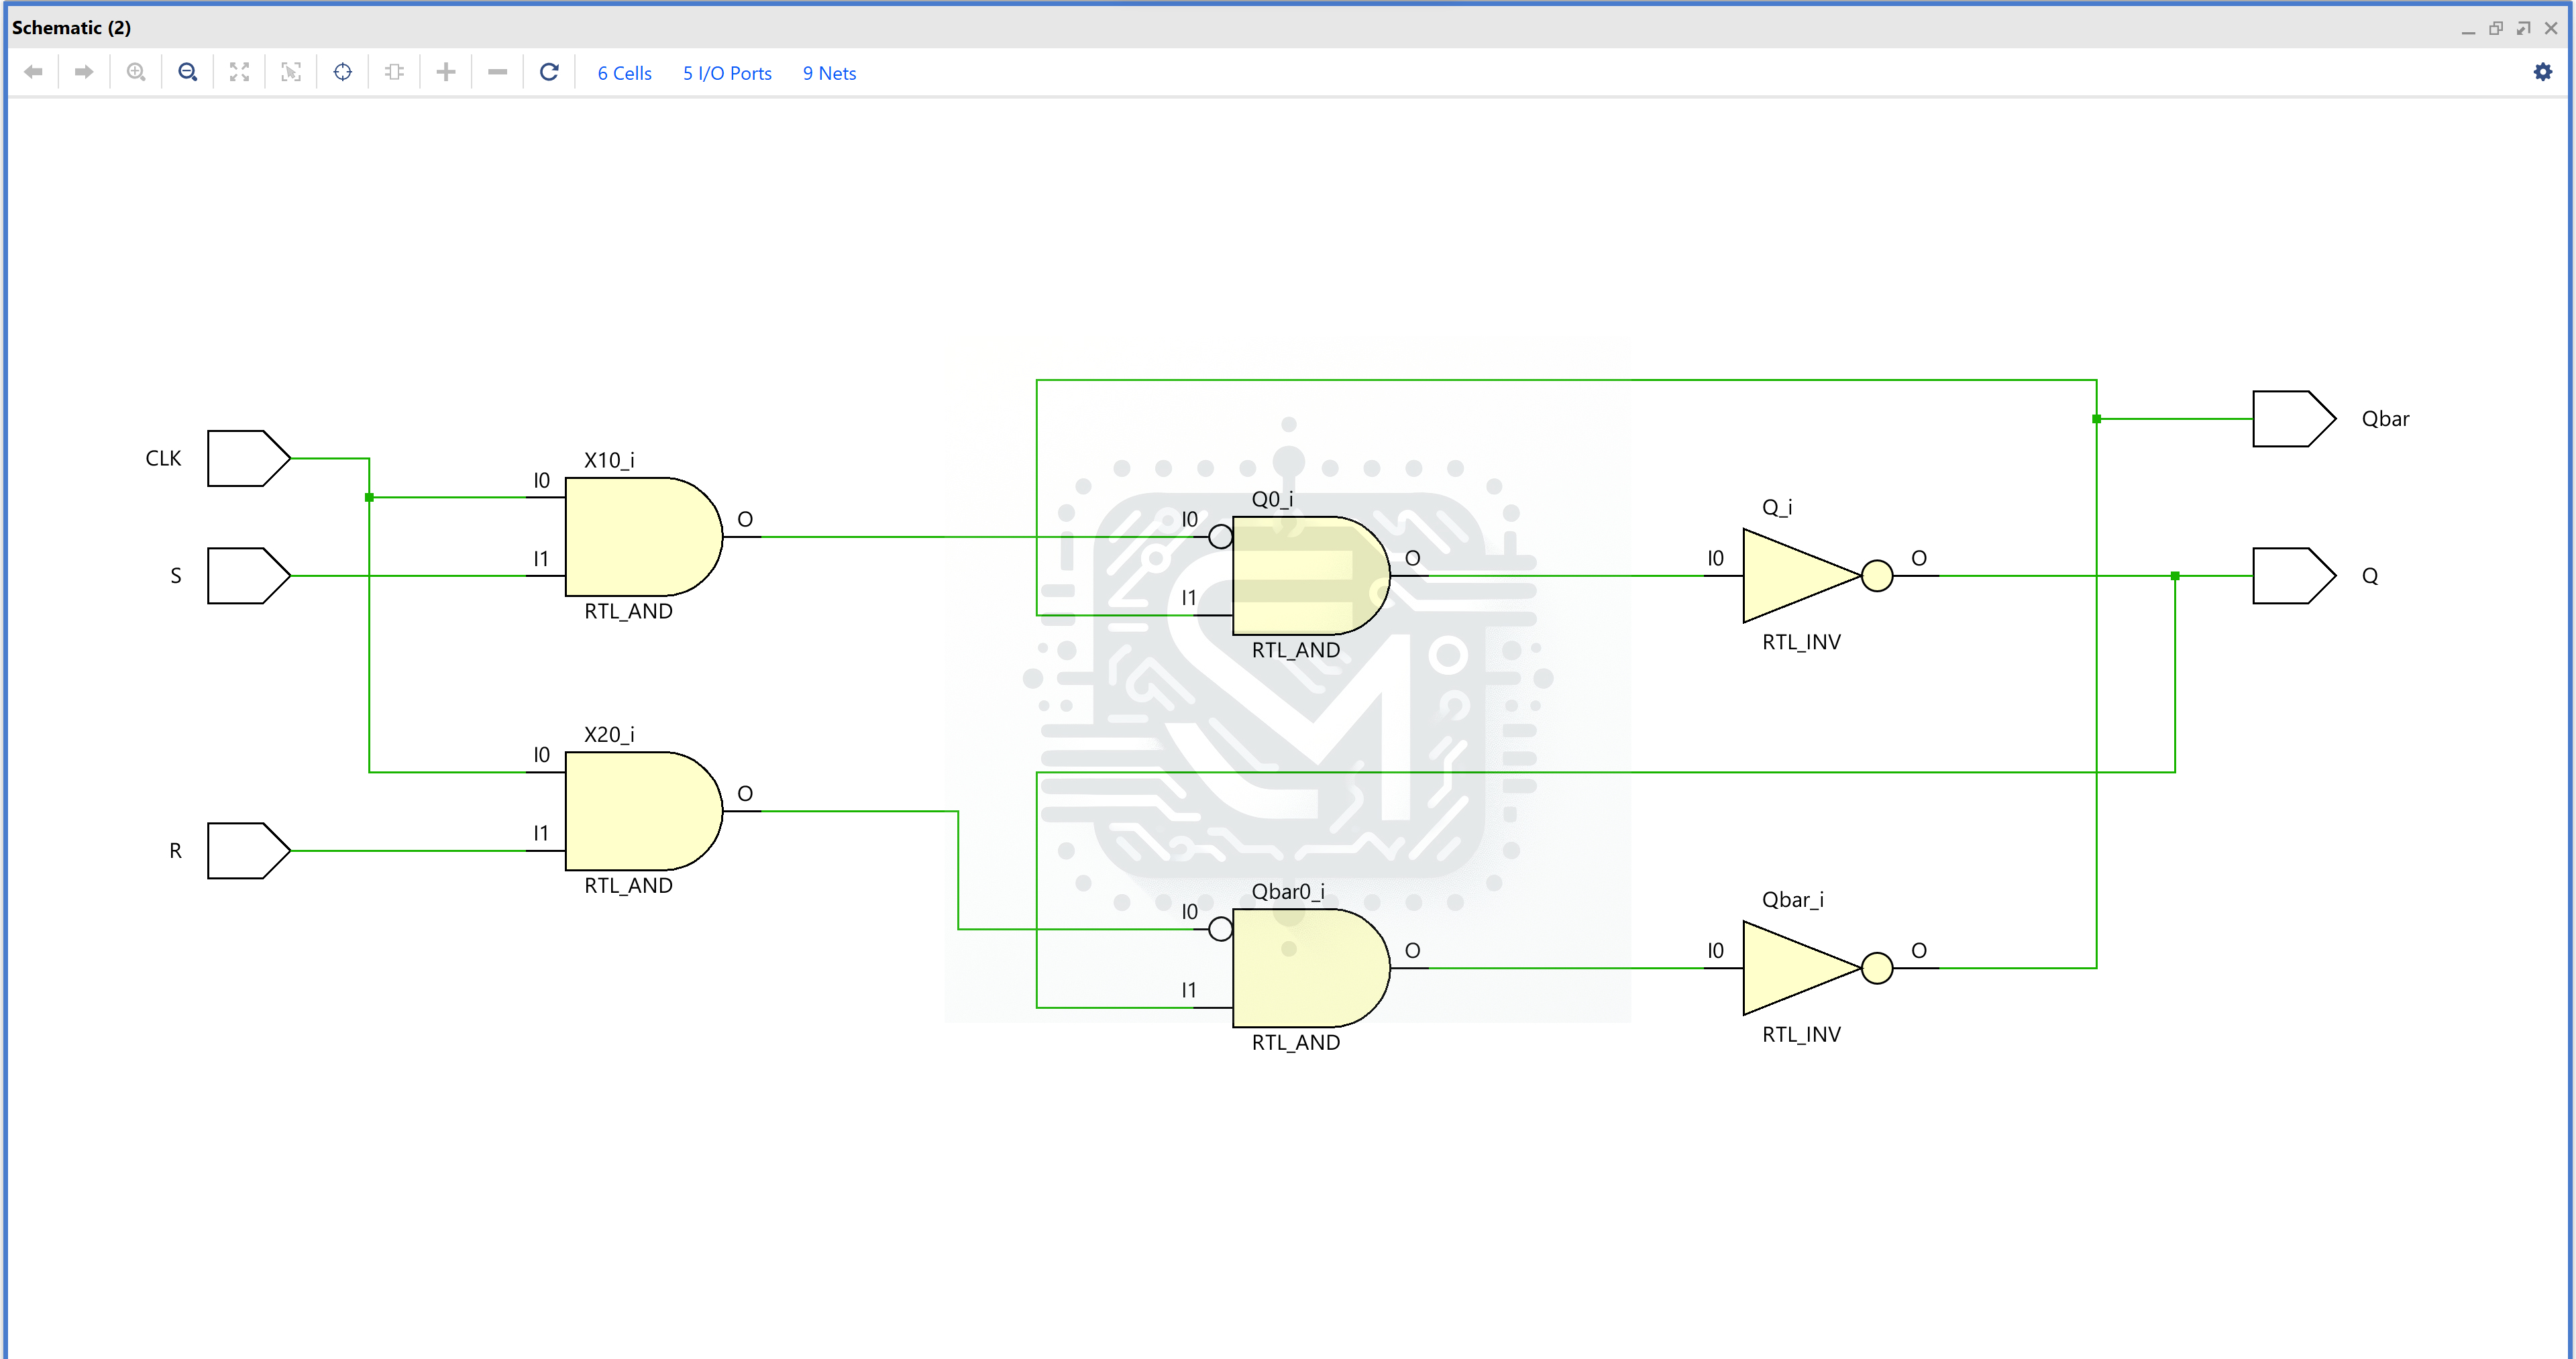 Schematic (2)
6 Cells 5 I/O Ports 9 Nets
Qbar
CLK
X10_i
I0
O
I1
S
RTL_AND
Q0_i
I0
O
I1
RTL_AND
Q_i
I0
O
RTL_INV
Q
X20_i
I0
O
I1
R
RTL_AND
Qbar0_i
I0
O
I1
RTL_AND
Qbar_i
I0
O
RTL_INV